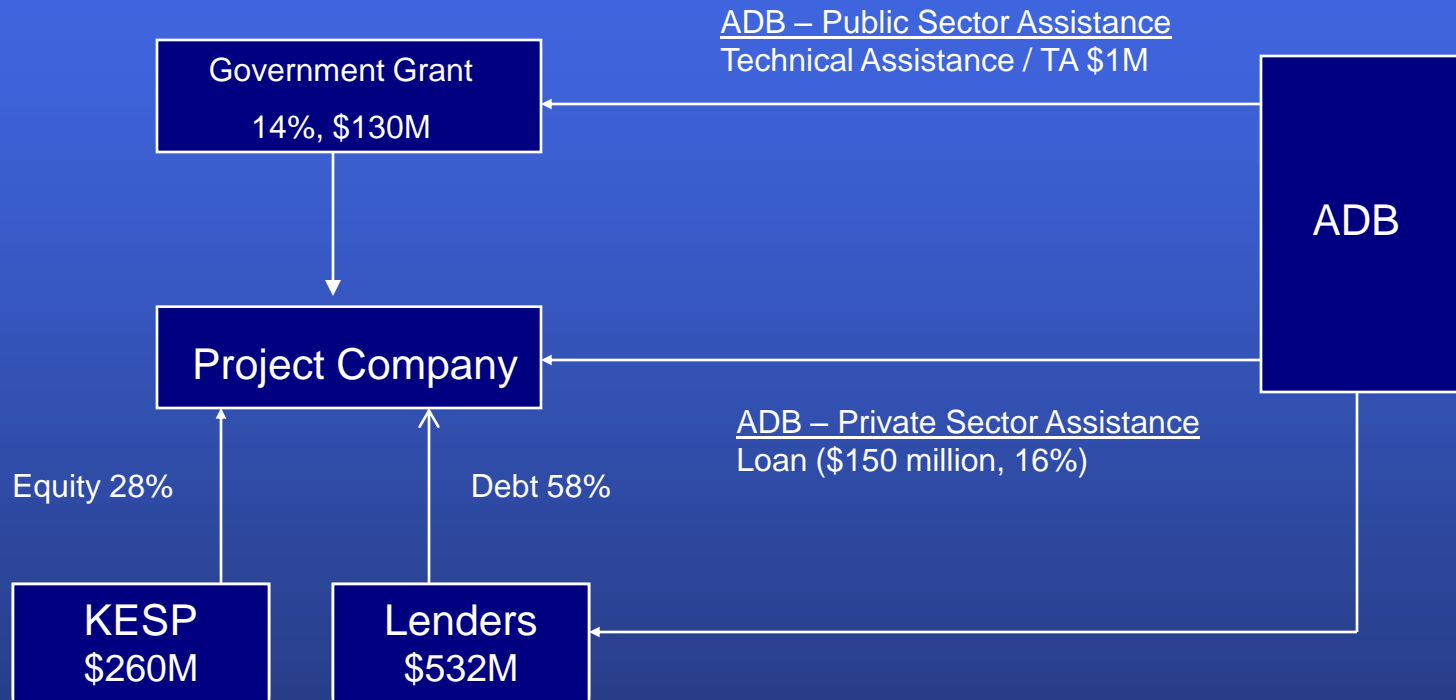 ADB – Public Sector Assistance
Technical Assistance / TA $1M
Government Grant
14%, $130M
ADB
Project Company
ADB – Private Sector Assistance
Loan ($150 million, 16%)
Equity 28%
Debt 58%
KESP
$260M
Lenders
$532M